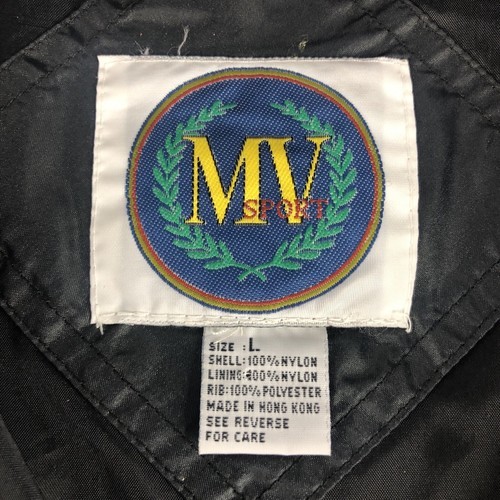 MV
SPORT
SIZE : L
SHELL:100%NYLON
LINING:100%NYLON
RIB:100%POLYESTER
MADE IN HONG KONG
SEE REVERSE
FOR CARE